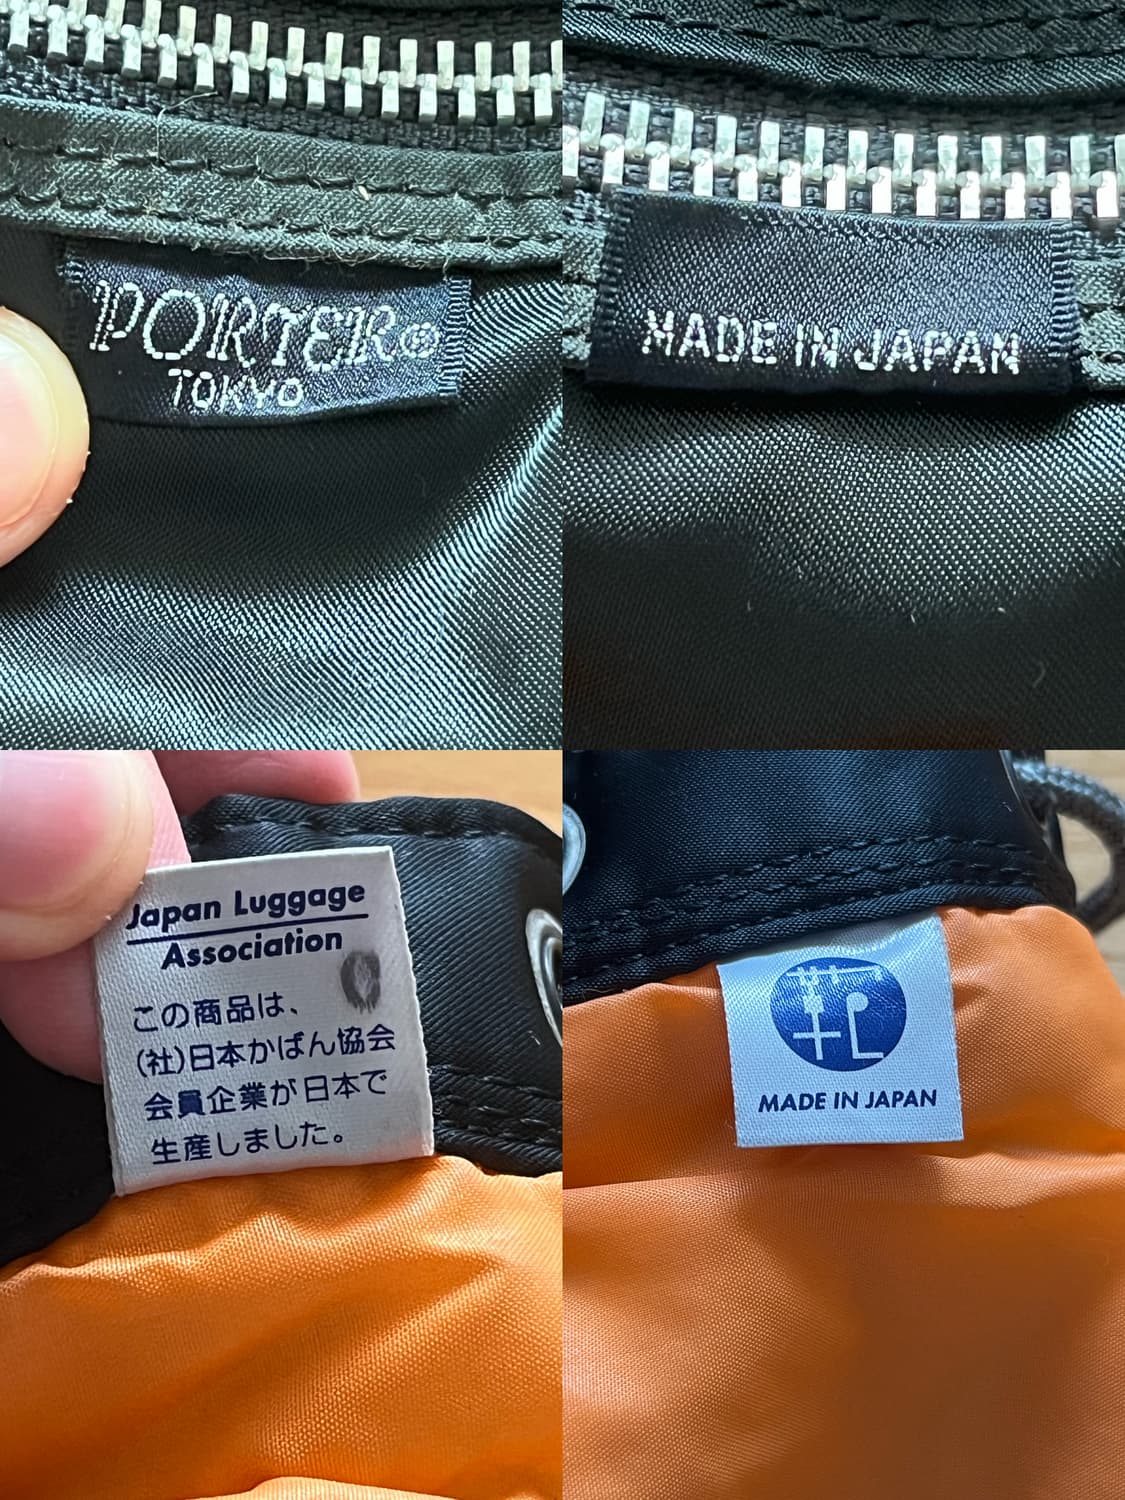 PORTER®
TOKYO
MADE IN JAPAN
Japan Luggage
Association
この商品は、
(社)日本かばん協会
会員企業が日本で
生産しました。
MADE IN JAPAN